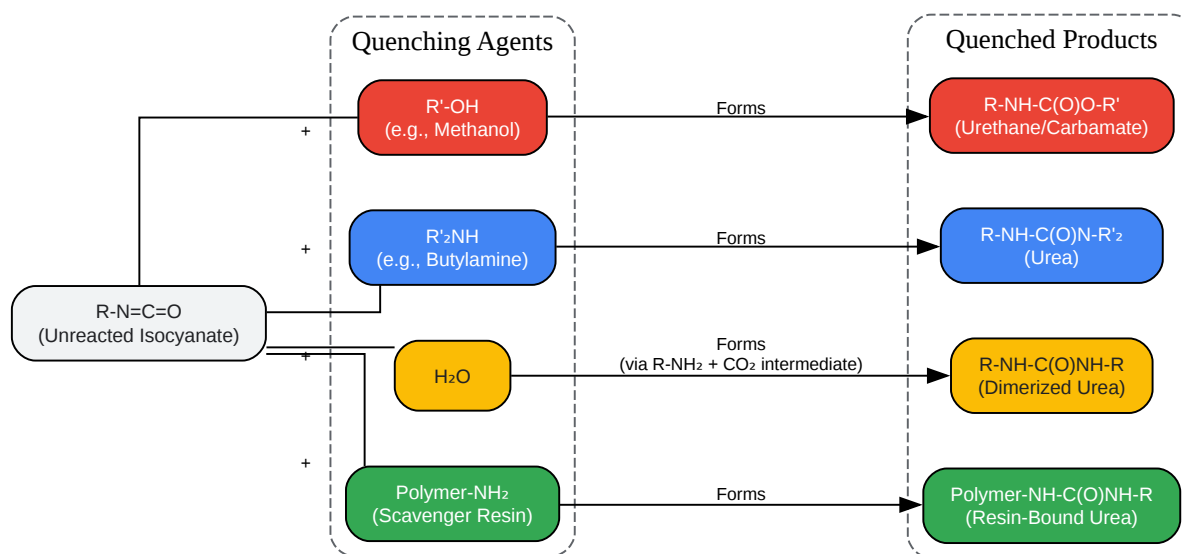 Quenching Agents
Quenched Products
R'-OH
(e.g., Methanol)
Forms
R-NH-C(O)O-R'
(Urethane/Carbamate)
+
R'₂NH
(e.g., Butylamine)
Forms
R-NH-C(O)N-R'₂
(Urea)
+
R-N=C=O
(Unreacted Isocyanate)
H₂O
Forms
(via R-NH₂ + CO₂ intermediate)
R-NH-C(O)NH-R
(Dimerized Urea)
+
+
Polymer-NH₂
(Scavenger Resin)
Forms
Polymer-NH-C(O)NH-R
(Resin-Bound Urea)